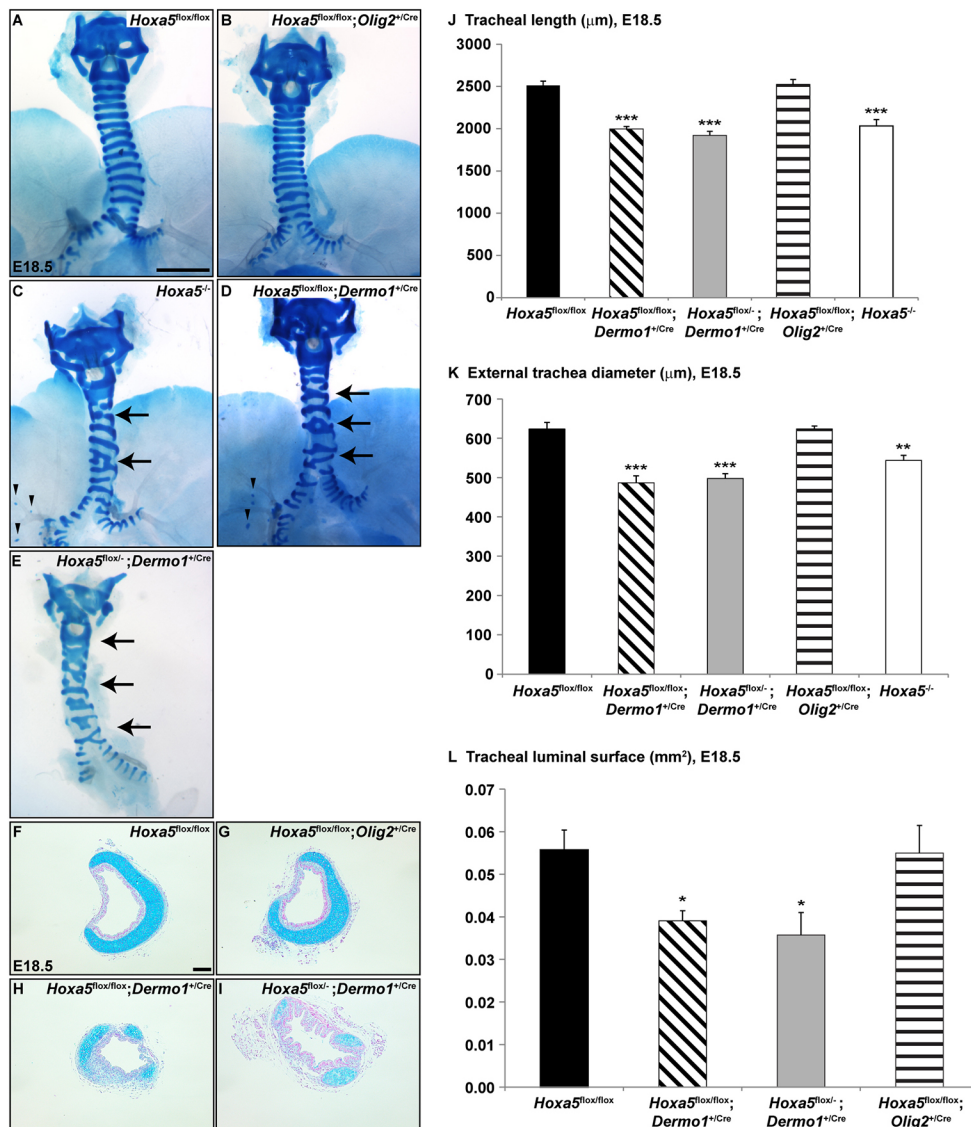 A Hoxa5flox/flox
B Hoxa5flox/flox;Olig2+/Cre
E18.5
C Hoxa5-/-
D Hoxa5flox/flox;Dermo1+/Cre
E Hoxa5flox/-;Dermo1+/Cre
F Hoxa5flox/flox
G Hoxa5flox/flox;Olig2+/Cre
E18.5
H Hoxa5flox/flox;Dermo1+/Cre
I Hoxa5flox/-;Dermo1+/Cre
J Tracheal length (μm), E18.5
3000
2500
2000
1500
1000
500
0
***
***
***
Hoxa5flox/flox
Hoxa5flox/flox;
Dermo1+/Cre
Hoxa5flox/-;
Dermo1+/Cre
Hoxa5flox/flox;
Olig2+/Cre
Hoxa5-/-
K External trachea diameter (μm), E18.5
700
600
500
400
300
200
100
0
***
***
**
Hoxa5flox/flox
Hoxa5flox/flox;
Dermo1+/Cre
Hoxa5flox/-;
Dermo1+/Cre
Hoxa5flox/flox;
Olig2+/Cre
Hoxa5-/-
L Tracheal luminal surface (mm2), E18.5
0.07
0.06
0.05
0.04
0.03
0.02
0.01
0.00
*
*
Hoxa5flox/flox
Hoxa5flox/flox;
Dermo1+/Cre
Hoxa5flox/-;
Dermo1+/Cre
Hoxa5flox/flox;
Olig2+/Cre